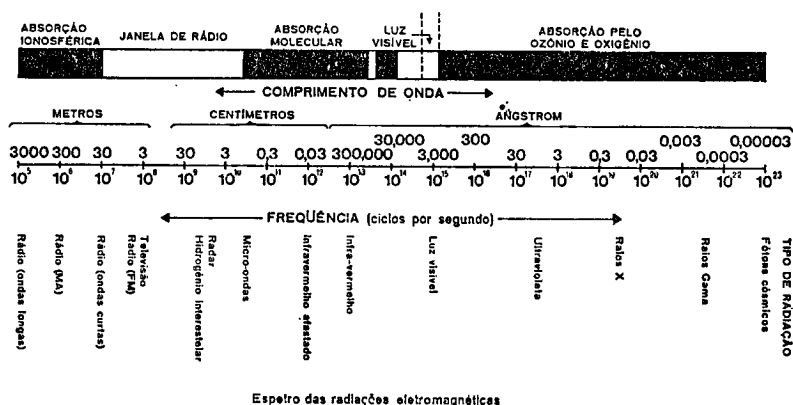 ABSORÇÃO IONOSFÉRICA
JANELA DE RÁDIO
ABSORÇÃO MOLECULAR
LUZ VISÍVEL
ABSORÇÃO PELO OZÔNIO E OXIGÊNIO
COMPRIMENTO DE ONDA
METROS
CENTÍMETROS
ANGSTROM
3000 300 30 3 30 3 0,3 0,03 300,000 30,000 3,000 300 30 3 0,3 0,03 0,003 0,0003 0,00003
10⁵ 10⁶ 10⁷ 10⁸ 10⁹ 10¹⁰ 10¹¹ 10¹² 10¹³ 10¹⁴ 10¹⁵ 10¹⁶ 10¹⁷ 10¹⁸ 10¹⁹ 10²⁰ 10²¹ 10²² 10²³
FREQÜÊNCIA (ciclos por segundo)
Rádio (ondas longas)
Rádio (MA)
Rádio (ondas curtas)
Televisão
Radio (FM)
Radar
Hidrogênio interestelar
Micro-ondas
Infravermelho afastado
Infra-vermelho
Luz visível
Ultravioleta
Raios X
Raios Gama
Fótons cósmicos
TIPO DE RADIAÇÃO
Espetro das radiações eletromagnéticas